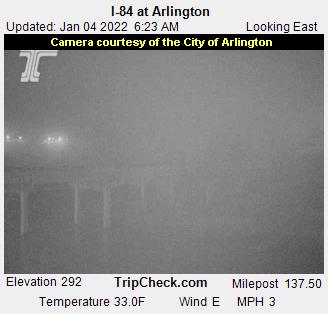 I-84 at Arlington
Updated: Jan 04 2022 6:23 AM Looking East
Camera courtesy of the City of Arlington
Elevation 292 TripCheck.com Milepost 137.50
Temperature 33.0F Wind E MPH 3